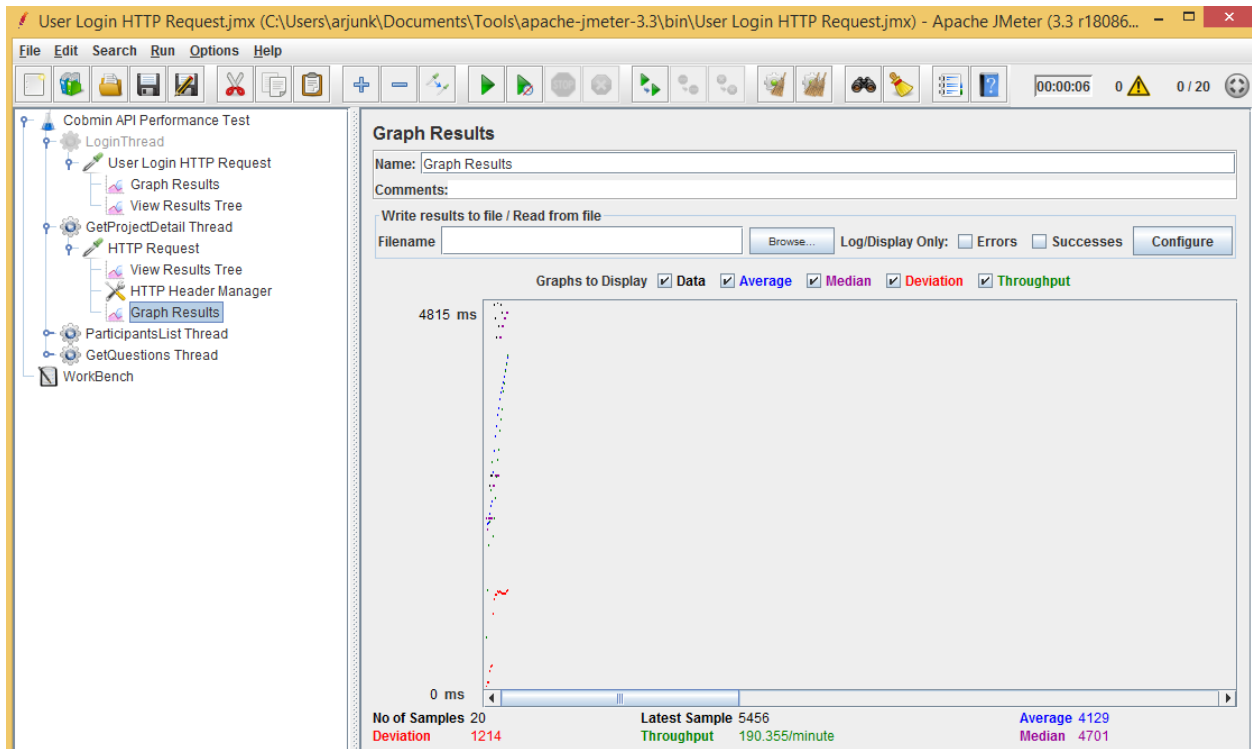 User Login HTTP Request.jmx (C:\Users\arjunk\Documents\Tools\apache-jmeter-3.3\bin\User Login HTTP Request.jmx) - Apache JMeter (3.3 r18086...
File Edit Search Run Options Help
00:00:06 0 0 / 20
Cobmin API Performance Test
LoginThread
User Login HTTP Request
Graph Results
View Results Tree
GetProjectDetail Thread
HTTP Request
View Results Tree
HTTP Header Manager
Graph Results
ParticipantsList Thread
GetQuestions Thread
WorkBench
Graph Results
Name: Graph Results
Comments:
Write results to file / Read from file
Filename Browse... Log/Display Only: Errors Successes Configure
Graphs to Display Data Average Median Deviation Throughput
4815 ms
0 ms
No of Samples 20 Latest Sample 5456 Average 4129
Deviation 1214 Throughput 190.355/minute Median 4701